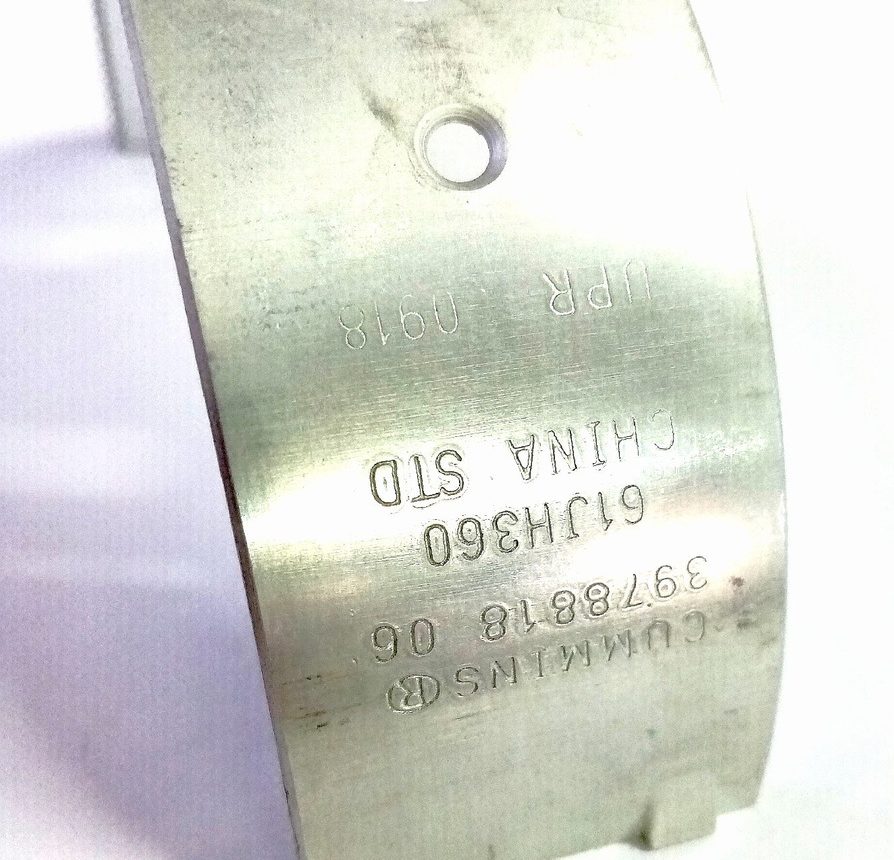 CUMMINS®
3978818 06
61JH360
CHINA STD
UPR 0918